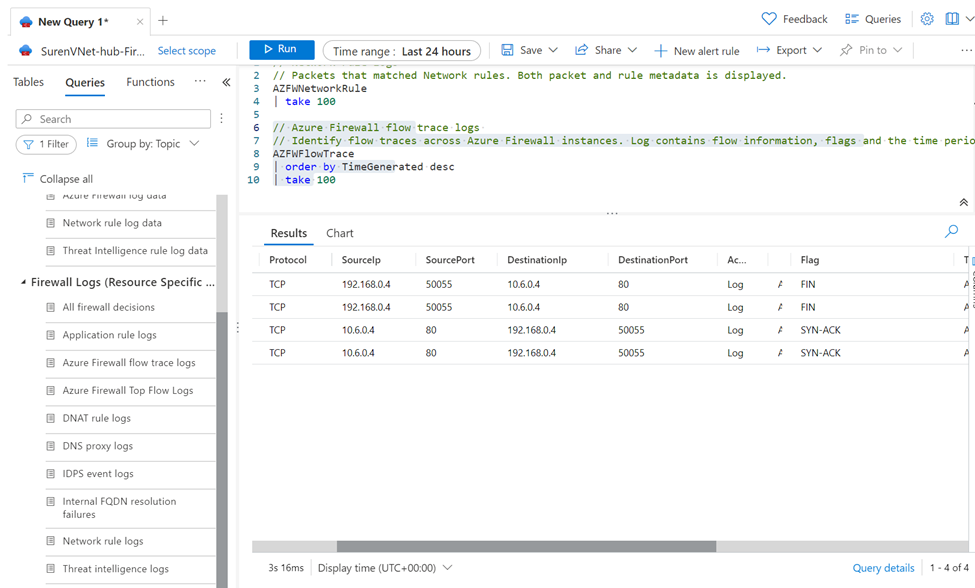 New Query 1*
Feedback
Queries
SurenVNet-hub-Fir...
Select scope
Run
Time range : Last 24 hours
Save
Share
New alert rule
Export
Pin to
Tables
Queries
Functions
Search
1 Filter
Group by: Topic
Collapse all
Azure Firewall log data
Network rule log data
Threat Intelligence rule log data
Firewall Logs (Resource Specific ...
All firewall decisions
Application rule logs
Azure Firewall flow trace logs
Azure Firewall Top Flow Logs
DNAT rule logs
DNS proxy logs
IDPS event logs
Internal FQDN resolution
failures
Network rule logs
Threat intelligence logs
2 // Packets that matched Network rules. Both packet and rule metadata is displayed.
3 AZFWNetworkRule
4 | take 100
5
6 // Azure Firewall flow trace logs
7 // Identify flow traces across Azure Firewall instances. Log contains flow information, flags and the time perio
8 AZFWFlowTrace
9 | order by TimeGenerated desc
10 | take 100
Results
Chart
Protocol SourceIp SourcePort DestinationIp DestinationPort Ac... Flag T
TCP 192.168.0.4 50055 10.6.0.4 80 Log A FIN A
TCP 192.168.0.4 50055 10.6.0.4 80 Log A FIN A
TCP 10.6.0.4 80 192.168.0.4 50055 Log A SYN-ACK A
TCP 10.6.0.4 80 192.168.0.4 50055 Log A SYN-ACK A
3s 16ms
Display time (UTC+00:00)
Query details
1 - 4 of 4